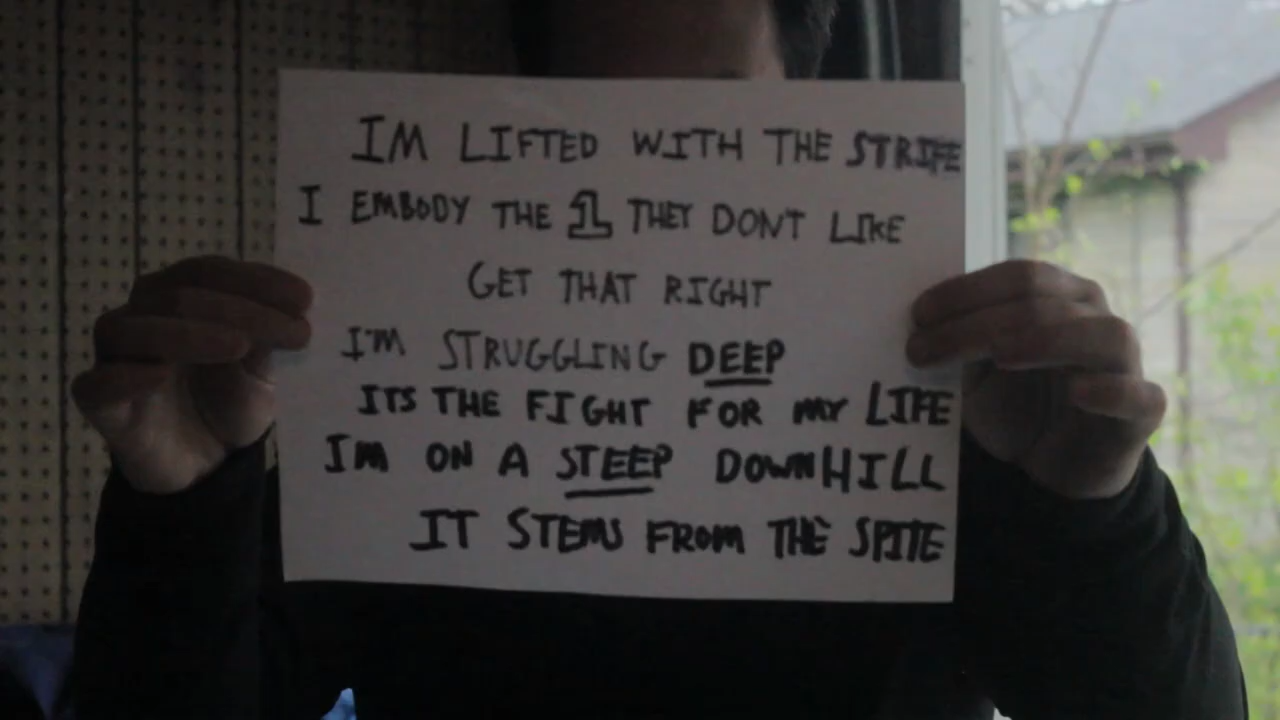 IM LIFTED WITH THE STRIFE
I EMBODY THE 1 THEY DONT LIKE
GET THAT RIGHT
I'M STRUGGLING DEEP
ITS THE FIGHT FOR MY LIFE
IM ON A STEEP DOWNHILL
IT STEMS FROM THE SPITE